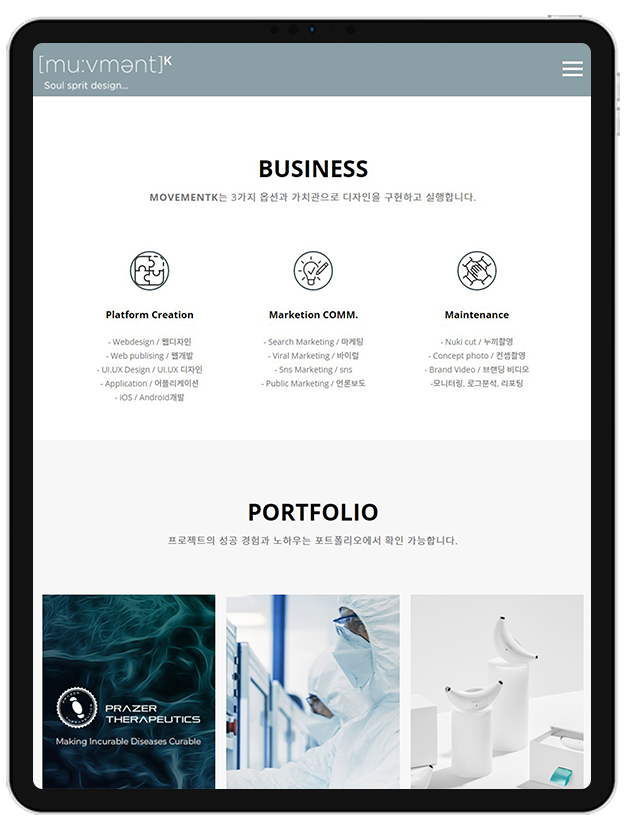 [mu:vmənt]K
Soul sprit design...
BUSINESS
MOVEMENTK는 3가지 옵션과 가치관으로 디자인을 구현하고 실행합니다.
Platform Creation
- Webdesign / 웹디자인
- Web publising / 웹개발
- UI.UX Design / UI.UX 디자인
- Application / 어플리케이션
- iOS / Android개발
Marketion COMM.
- Search Marketing / 마케팅
- Viral Marketing / 바이럴
- Sns Marketing / sns
- Public Marketing / 언론보도
Maintenance
- Nuki cut / 누끼촬영
- Concept photo / 컨셉촬영
- Brand Video / 브랜딩 비디오
-모니터링, 로그분석, 리포팅
PORTFOLIO
프로젝트의 성공 경험과 노하우는 포트폴리오에서 확인 가능합니다.
PRAZER
THERAPEUTICS
Making Incurable Diseases Curable